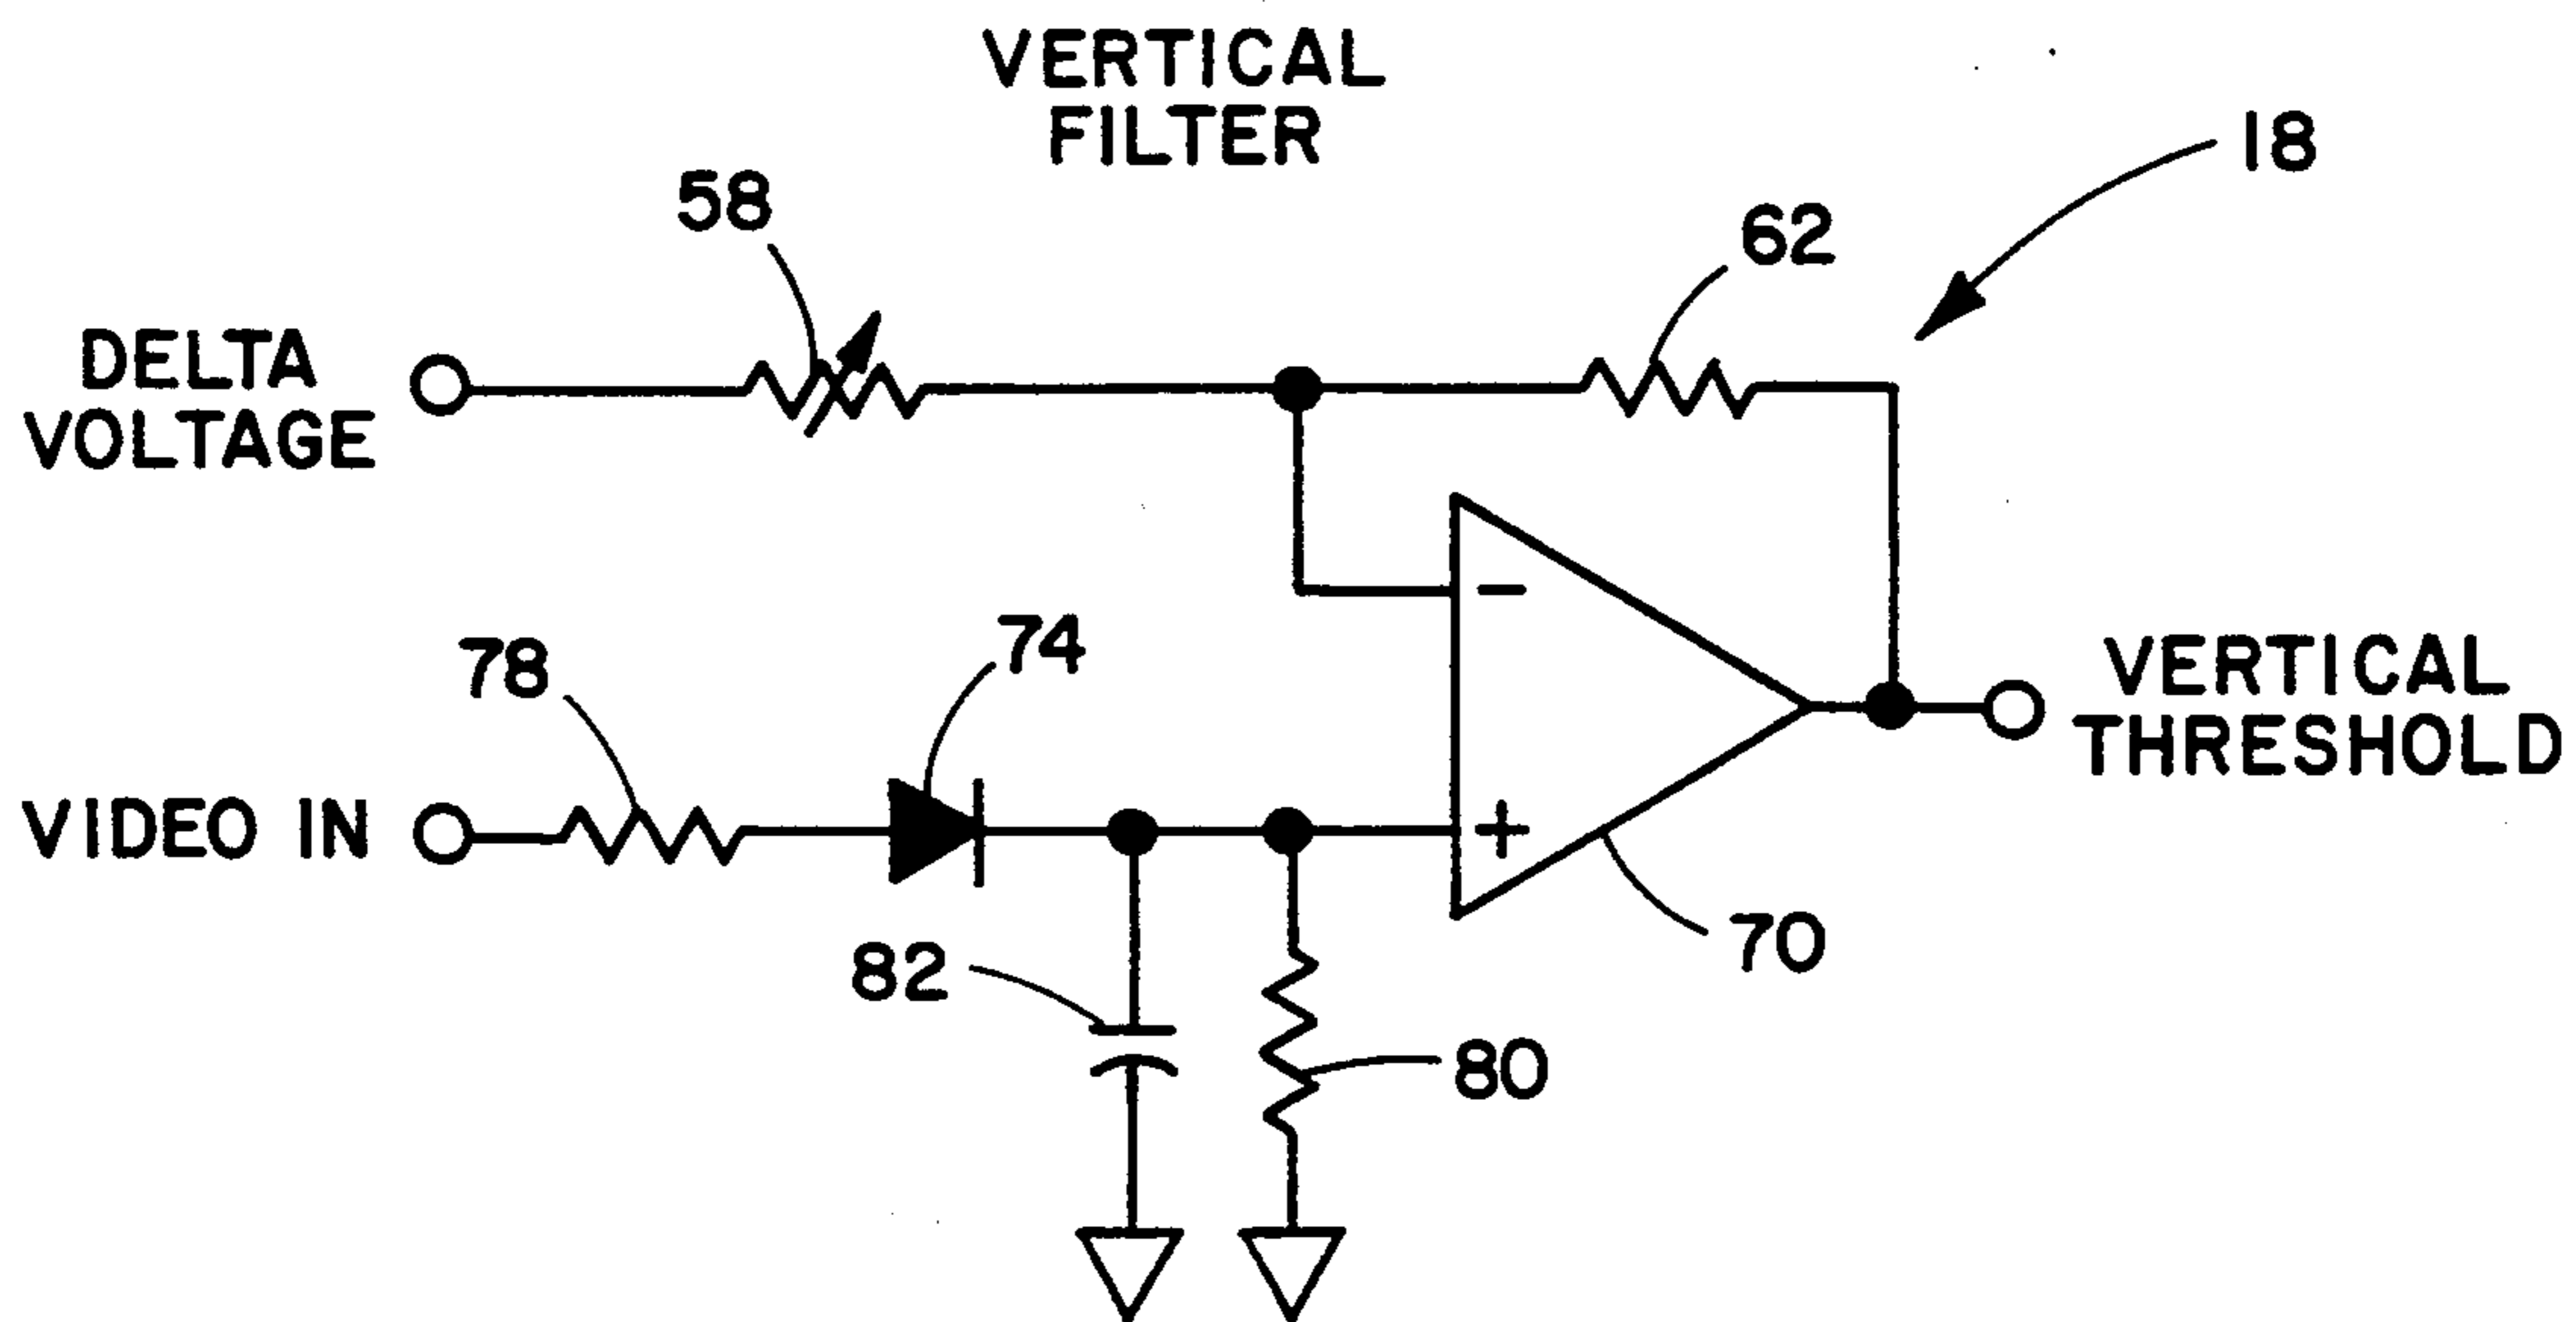 VERTICAL
FILTER
18
58
62
DELTA
VOLTAGE
-
78
74
VERTICAL
THRESHOLD
VIDEO IN
+
70
82
80